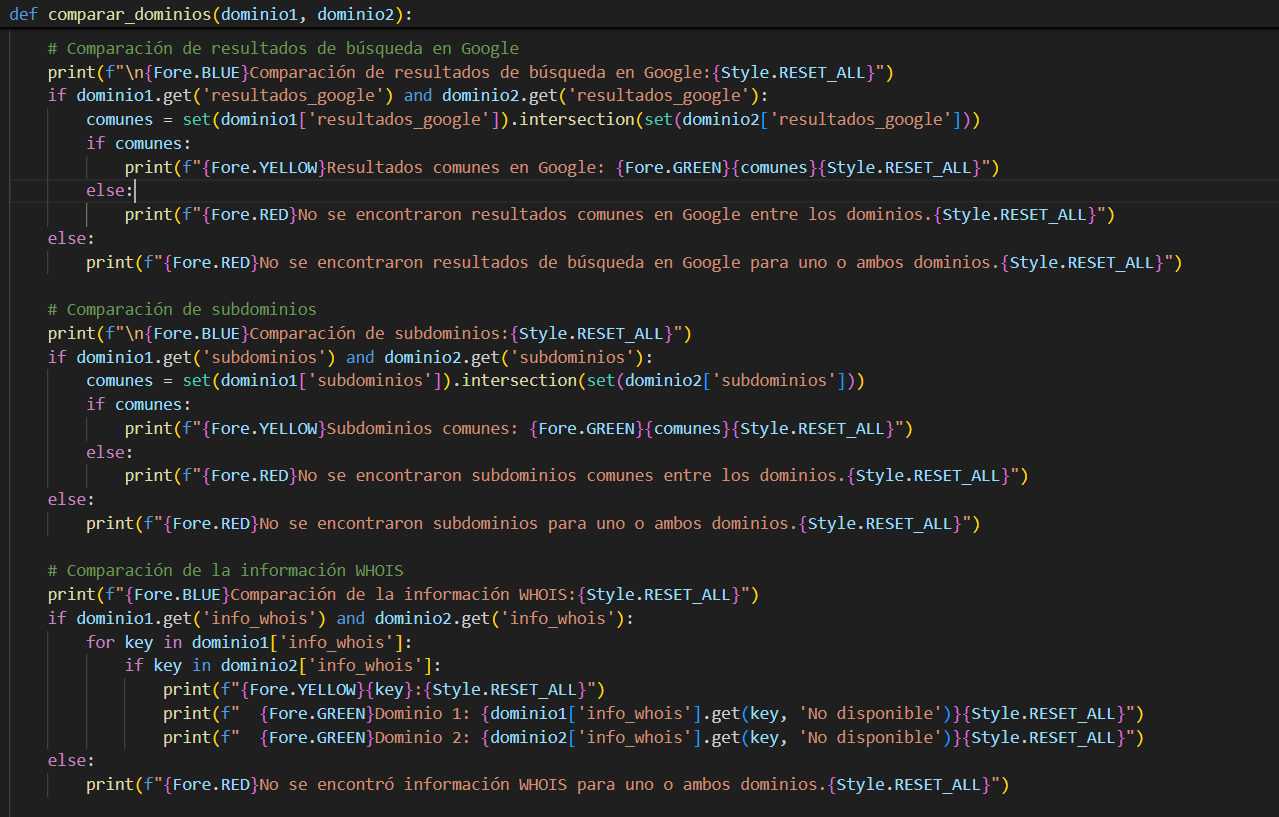 def comparar_dominios(dominio1, dominio2):
    # Comparación de resultados de búsqueda en Google
    print(f"\n{Fore.BLUE}Comparación de resultados de búsqueda en Google:{Style.RESET_ALL}")
    if dominio1.get('resultados_google') and dominio2.get('resultados_google'):
        comunes = set(dominio1['resultados_google']).intersection(set(dominio2['resultados_google']))
        if comunes:
            print(f"{Fore.YELLOW}Resultados comunes en Google: {Fore.GREEN}{comunes}{Style.RESET_ALL}")
        else:
            print(f"{Fore.RED}No se encontraron resultados comunes en Google entre los dominios.{Style.RESET_ALL}")
    else:
        print(f"{Fore.RED}No se encontraron resultados de búsqueda en Google para uno o ambos dominios.{Style.RESET_ALL}")

    # Comparación de subdominios
    print(f"\n{Fore.BLUE}Comparación de subdominios:{Style.RESET_ALL}")
    if dominio1.get('subdominios') and dominio2.get('subdominios'):
        comunes = set(dominio1['subdominios']).intersection(set(dominio2['subdominios']))
        if comunes:
            print(f"{Fore.YELLOW}Subdominios comunes: {Fore.GREEN}{comunes}{Style.RESET_ALL}")
        else:
            print(f"{Fore.RED}No se encontraron subdominios comunes entre los dominios.{Style.RESET_ALL}")
    else:
        print(f"{Fore.RED}No se encontraron subdominios para uno o ambos dominios.{Style.RESET_ALL}")

    # Comparación de la información WHOIS
    print(f"{Fore.BLUE}Comparación de la información WHOIS:{Style.RESET_ALL}")
    if dominio1.get('info_whois') and dominio2.get('info_whois'):
        for key in dominio1['info_whois']:
            if key in dominio2['info_whois']:
                print(f"{Fore.YELLOW}{key}:{Style.RESET_ALL}")
                print(f"  {Fore.GREEN}Dominio 1: {dominio1['info_whois'].get(key, 'No disponible')}{Style.RESET_ALL}")
                print(f"  {Fore.GREEN}Dominio 2: {dominio2['info_whois'].get(key, 'No disponible')}{Style.RESET_ALL}")
    else:
        print(f"{Fore.RED}No se encontró información WHOIS para uno o ambos dominios.{Style.RESET_ALL}")